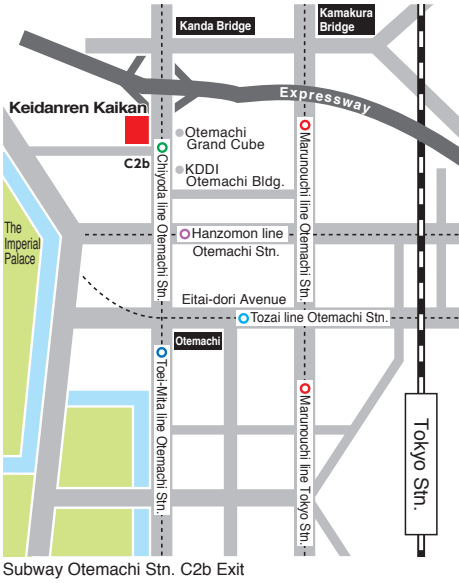 Kanda Bridge
Kamakura
Bridge
Expressway
Keidanren Kaikan
C2b
Otemachi
Grand Cube
KDDI
Otemachi Bldg.
Chiyoda line Otemachi Stn.
Marunouchi line Otemachi Stn.
The
Imperial
Palace
Hanzomon line
Otemachi Stn.
Eitai-dori Avenue
Tozai line Otemachi Stn.
Otemachi
Toei-Mita line Otemachi Stn.
Marunouchi line Tokyo Stn.
Tokyo Stn.
Subway Otemachi Stn. C2b Exit